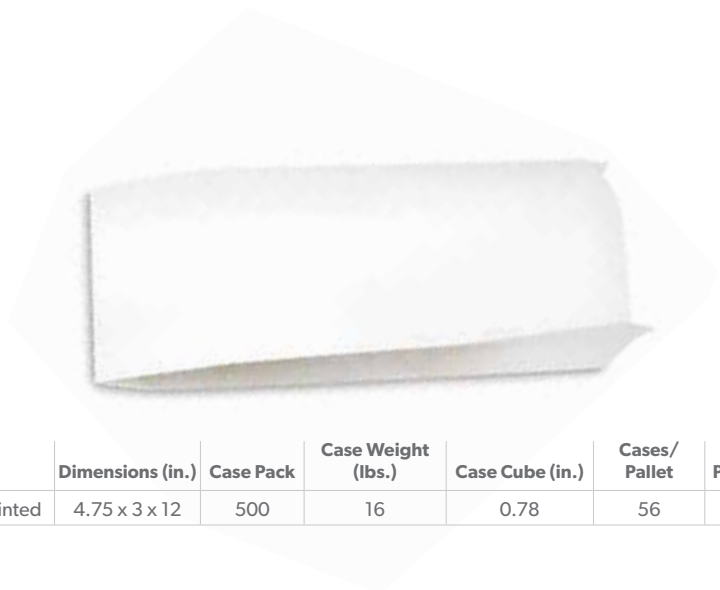 Case Weight Cases/
Dimensions (in.) Case Pack (lbs.) Case Cube (in.) Pallet
4.75 x 3 x 12 500 16 0.78 56